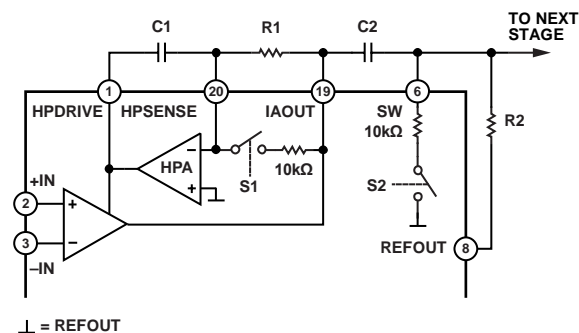 C1
R1
C2
TO NEXT
STAGE
1
20
19
6
HPDRIVE
HPSENSE
IAOUT
SW
10kΩ
R2
–
HPA
+
S1
10kΩ
S2
+IN
2
+
3
–
–IN
REFOUT
8
= REFOUT